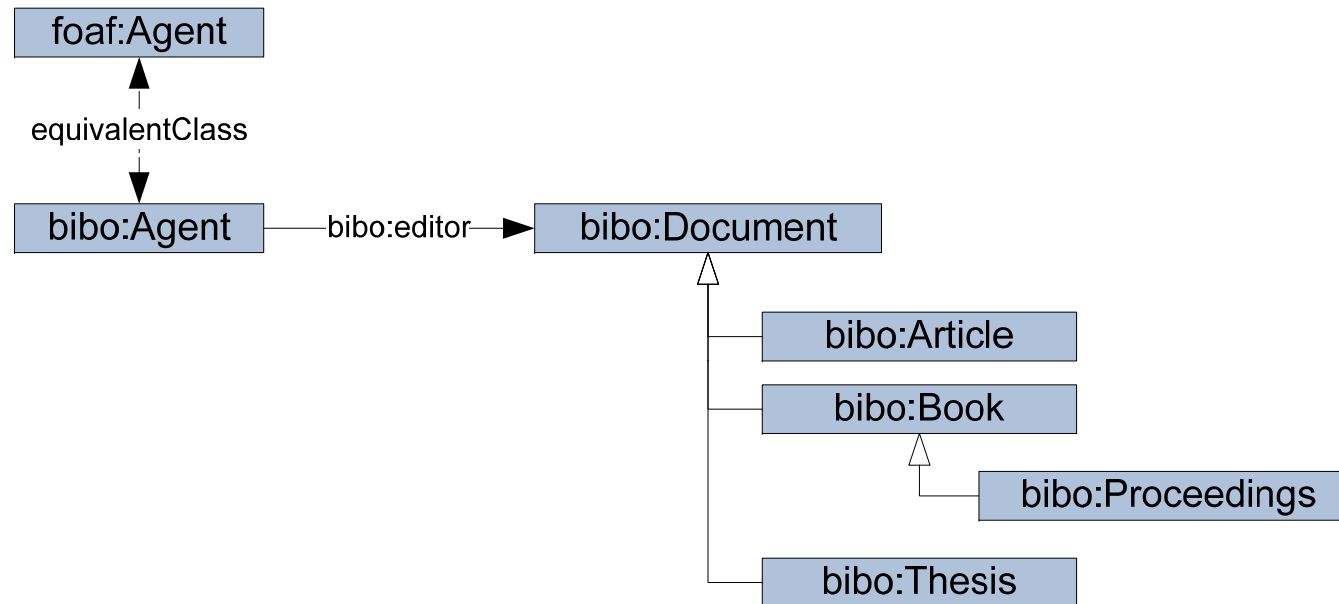 foaf:Agent
equivalentClass
bibo:Agent
bibo:editor
bibo:Document
bibo:Article
bibo:Book
bibo:Proceedings
bibo:Thesis